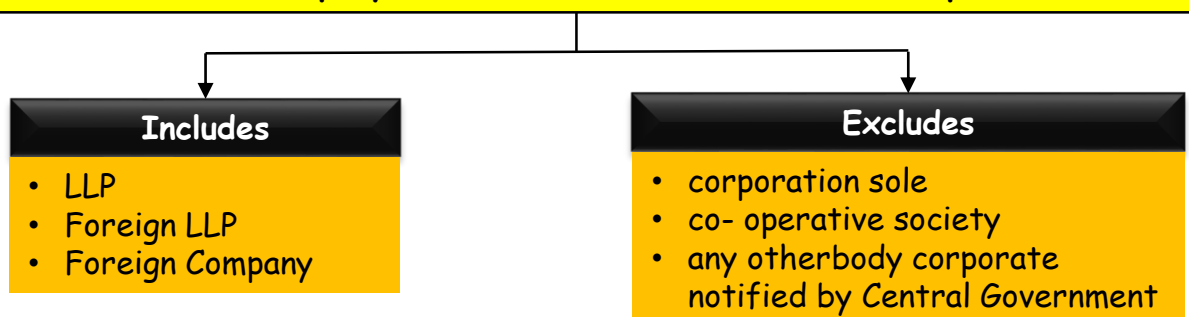 Includes
• LLP
• Foreign LLP
• Foreign Company
Excludes
• corporation sole
• co- operative society
• any otherbody corporate
notified by Central Government